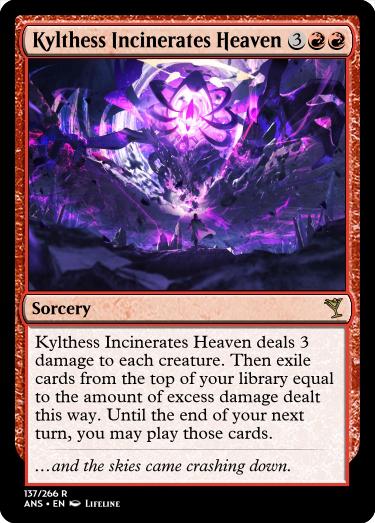 Kylthess Incinerates Heaven 3
Sorcery
Kylthess Incinerates Heaven deals 3
damage to each creature. Then exile
cards from the top of your library equal
to the amount of excess damage dealt
this way. Until the end of your next
turn, you may play those cards.
…and the skies came crashing down.
137/266 R
ANS • EN Lifeline